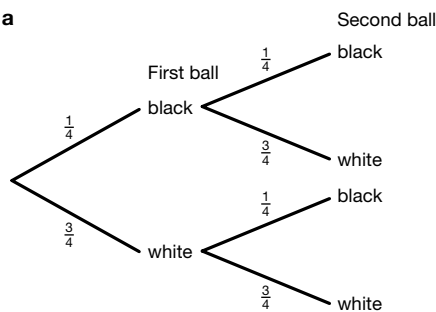 a
Second ball
1/4
black
First ball
1/4
black
3/4
white
1/4
black
3/4
white
3/4
white